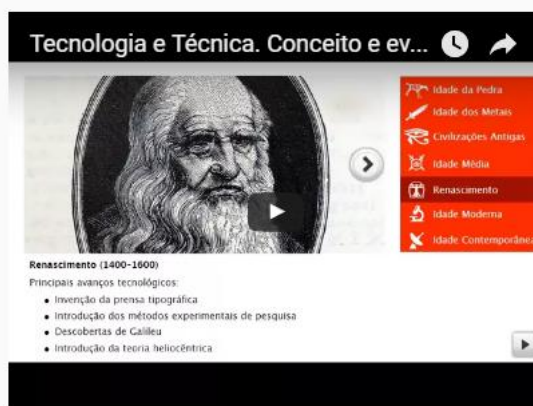 Tecnologia e Técnica. Conceito e ev...
Idade da Pedra
Idade dos Metais
Civilizações Antigas
Idade Média
Renascimento
Idade Moderna
Idade Contemporânea
Renascimento (1400-1600)
Principais avanços tecnológicos:
• Invenção da prensa tipográfica
• Introdução dos métodos experimentais de pesquisa
• Descobertas de Galileu
• Introdução da teoria heliocêntrica